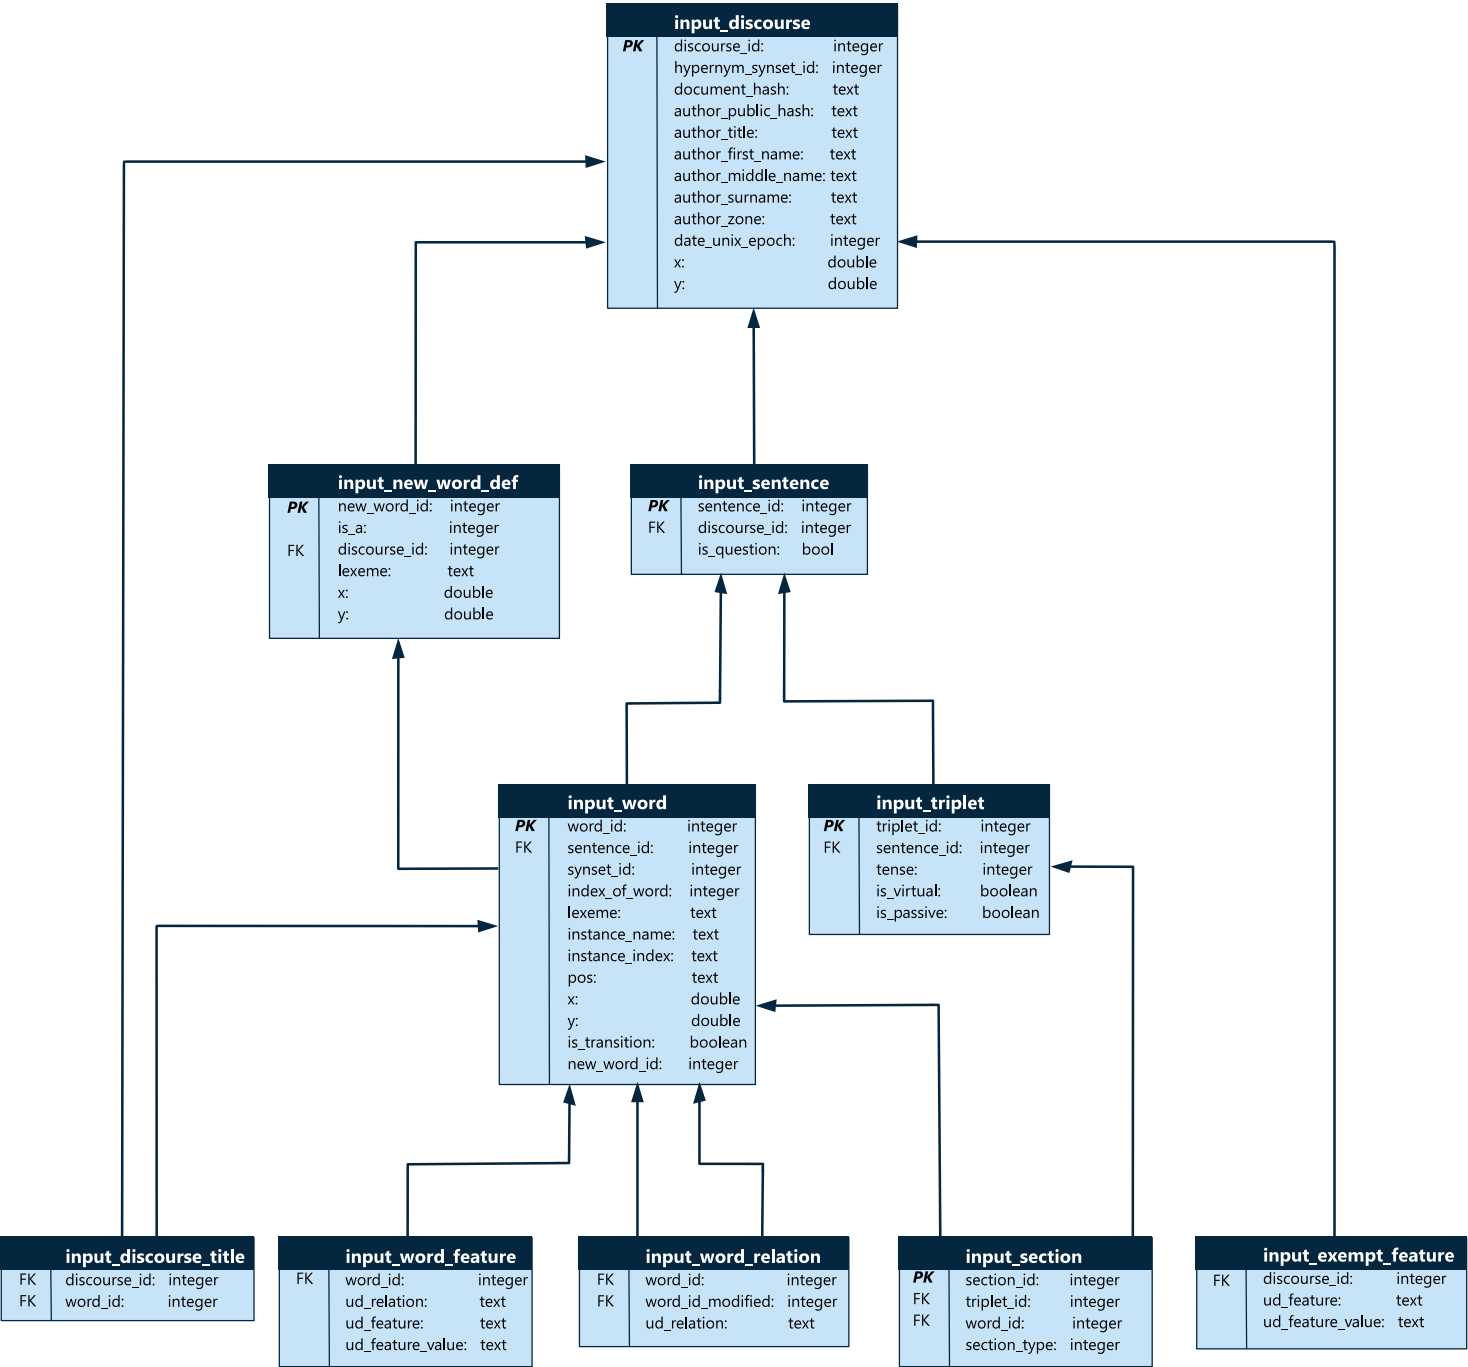 input_discourse
PK discourse_id: integer
hypernym_synset_id: integer
document_hash: text
author_public_hash: text
author_title: text
author_first_name: text
author_middle_name: text
author_surname: text
author_zone: text
date_unix_epoch: integer
x: double
y: double
input_new_word_def
PK new_word_id: integer
is_a: integer
FK discourse_id: integer
lexeme: text
x: double
y: double
input_sentence
PK sentence_id: integer
FK discourse_id: integer
is_question: bool
input_word
PK word_id: integer
FK sentence_id: integer
synset_id: integer
index_of_word: integer
lexeme: text
instance_name: text
instance_index: text
pos: text
x: double
y: double
is_transition: boolean
new_word_id: integer
input_triplet
PK triplet_id: integer
FK sentence_id: integer
tense: integer
is_virtual: boolean
is_passive: boolean
input_discourse_title
FK discourse_id: integer
FK word_id: integer
input_word_feature
FK word_id: integer
ud_relation: text
ud_feature: text
ud_feature_value: text
input_word_relation
FK word_id: integer
FK word_id_modified: integer
ud_relation: text
input_section
PK section_id: integer
FK triplet_id: integer
FK word_id: integer
section_type: integer
input_exempt_feature
FK discourse_id: integer
ud_feature: text
ud_feature_value: text